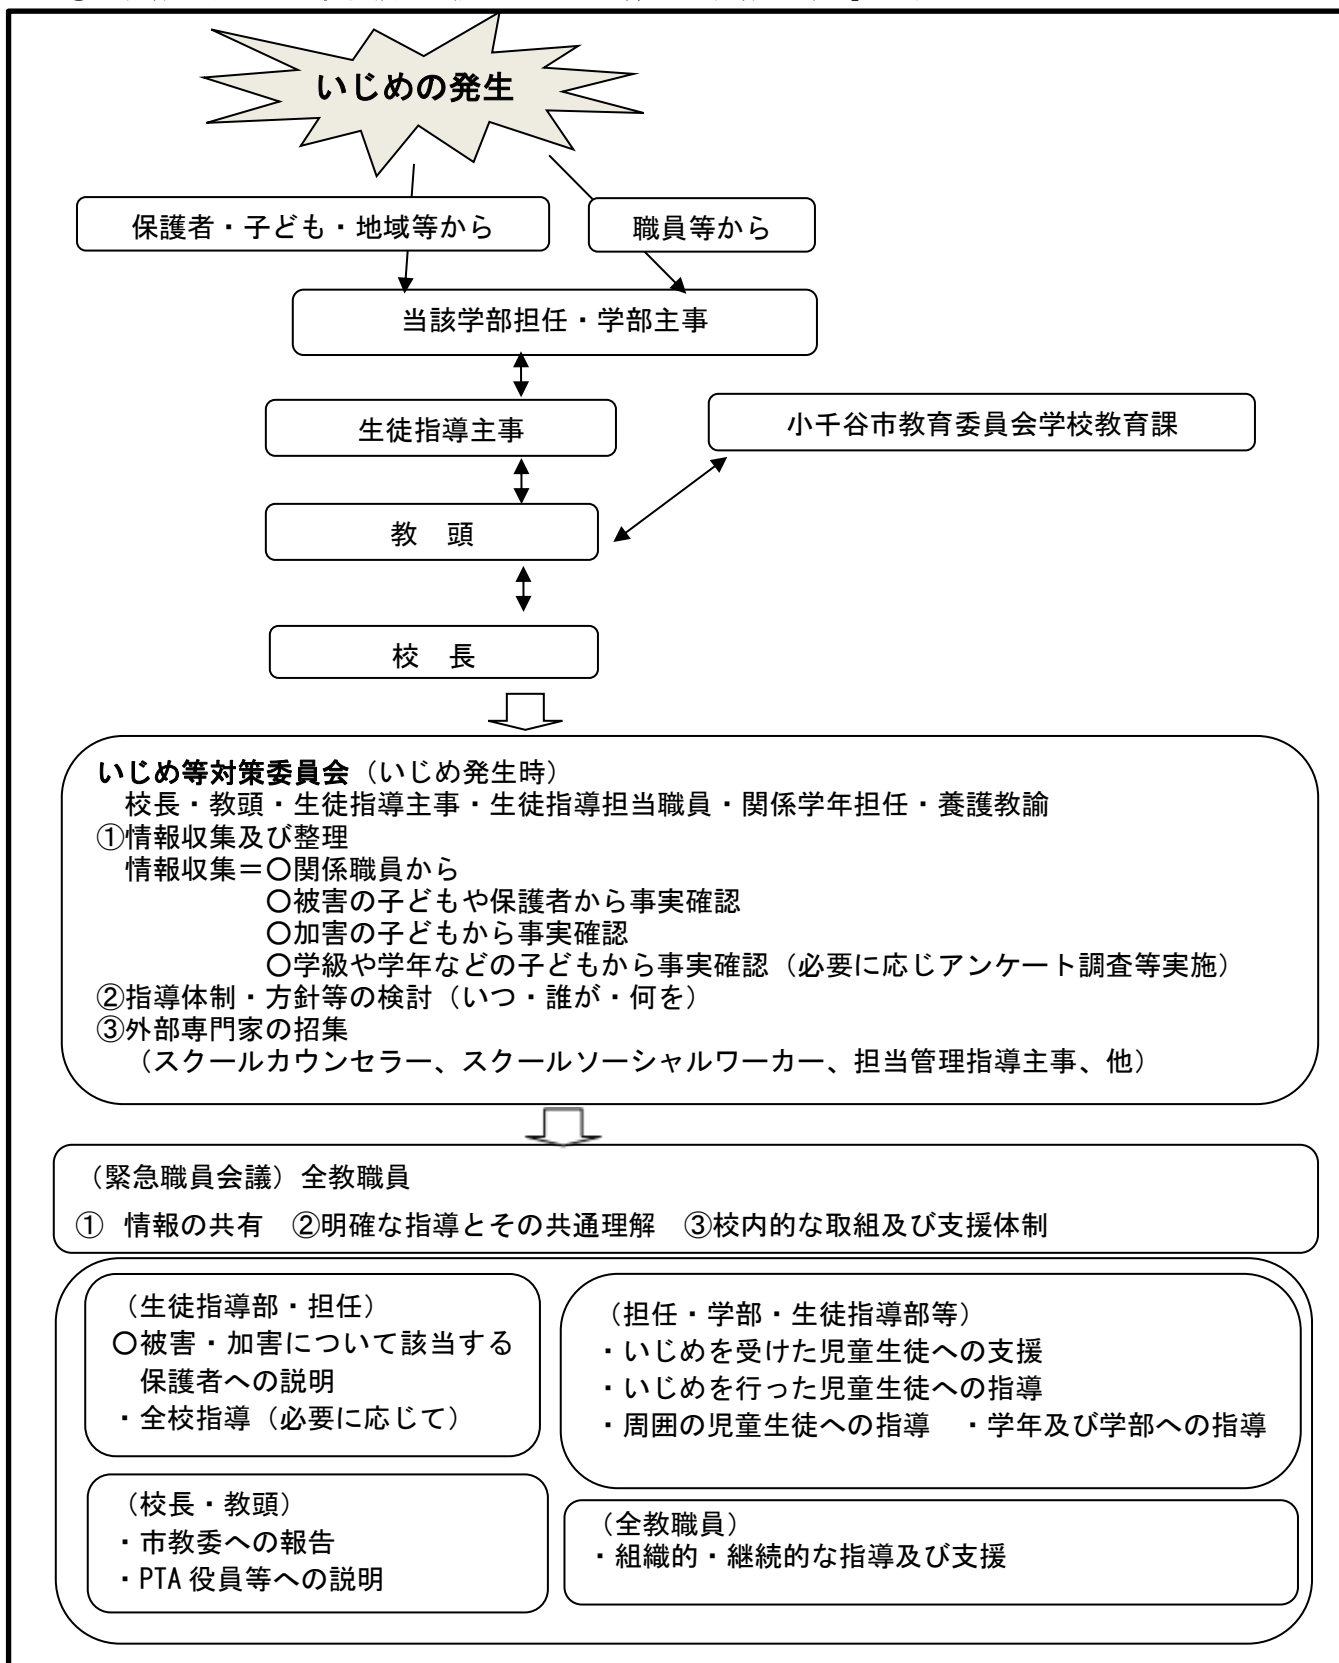 いじめの発生
保護者・子ども・地域等から
職員等から
当該学部担任・学部主事
生徒指導主事
小千谷市教育委員会学校教育課
教　頭
校　長
いじめ等対策委員会（いじめ発生時）
校長・教頭・生徒指導主事・生徒指導担当職員・関係学年担任・養護教諭
①情報収集及び整理
情報収集＝〇関係職員から
〇被害の子どもや保護者から事実確認
〇加害の子どもから事実確認
〇学級や学年などの子どもから事実確認（必要に応じアンケート調査等実施）
②指導体制・方針等の検討（いつ・誰が・何を）
③外部専門家の招集
（スクールカウンセラー、スクールソーシャルワーカー、担当管理指導主事、他）
（緊急職員会議）全教職員
①　情報の共有　②明確な指導とその共通理解　③校内的な取組及び支援体制
（生徒指導部・担任）
〇被害・加害について該当する
保護者への説明
・全校指導（必要に応じて）
（担任・学部・生徒指導部等）
・いじめを受けた児童生徒への支援
・いじめを行った児童生徒への指導
・周囲の児童生徒への指導　・学年及び学部への指導
（校長・教頭）
・市教委への報告
・PTA 役員等への説明
（全教職員）
・組織的・継続的な指導及び支援